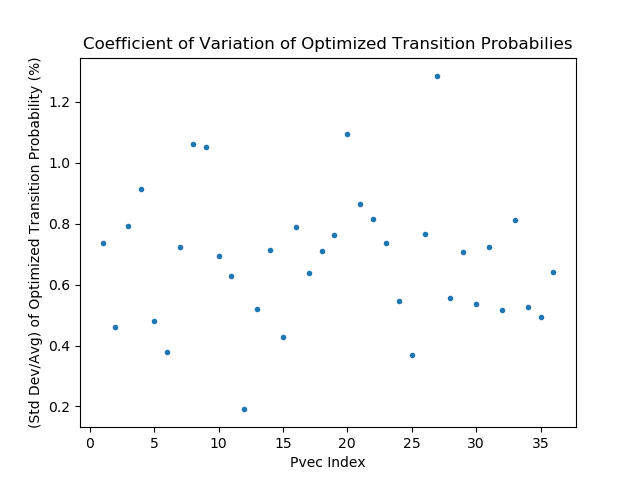 Coefficient of Variation of Optimized Transition Probabilies
(Std Dev/Avg) of Optimized Transition Probability (%)
1.2
1.0
0.8
0.6
0.4
0.2
0 5 10 15 20 25 30 35
Pvec Index